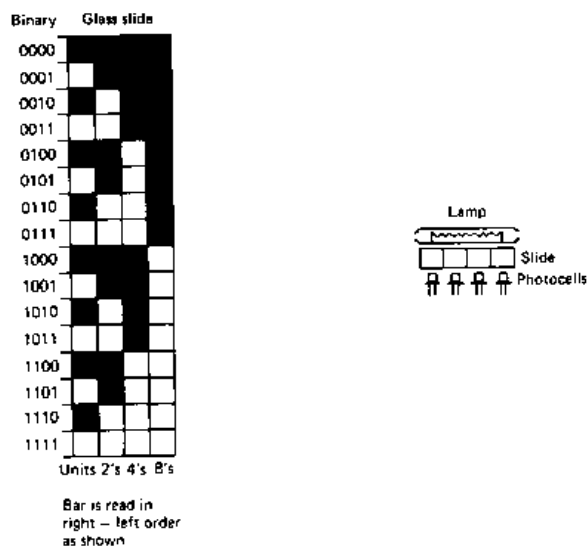 Binary Glass slide
0000
0001
0010
0011
0100
0101
0110
0111
1000
1001
1010
1011
1100
1101
1110
1111
Units 2's 4's 8's
Bar is read in
right – left order
as shown
Lamp
Slide
Photocells